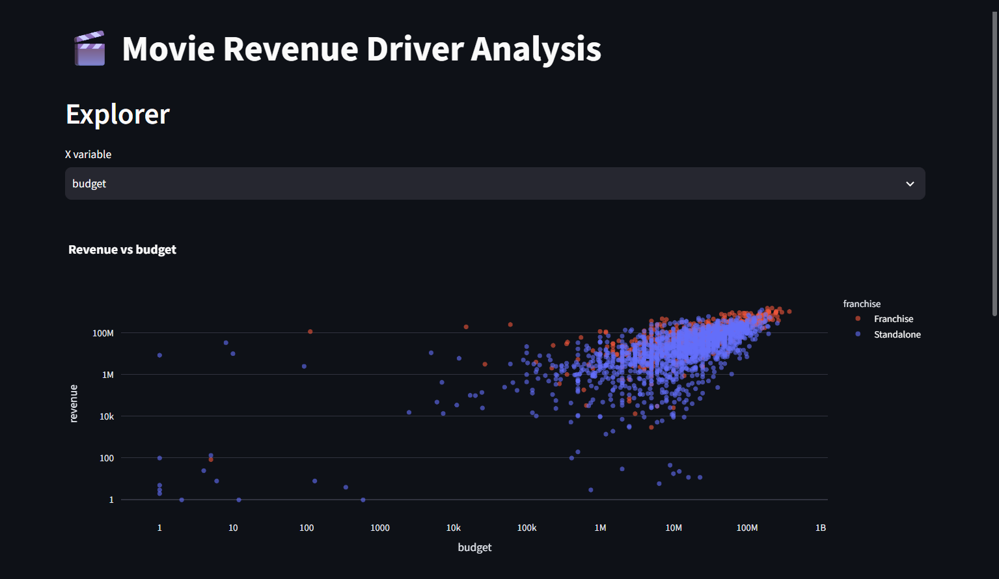 Movie Revenue Driver Analysis
Explorer
X variable
budget
Revenue vs budget
franchise
Franchise
Standalone
revenue
100M
1M
10k
100
1
1 10 100 1000 10k 100k 1M 10M 100M 1B
budget